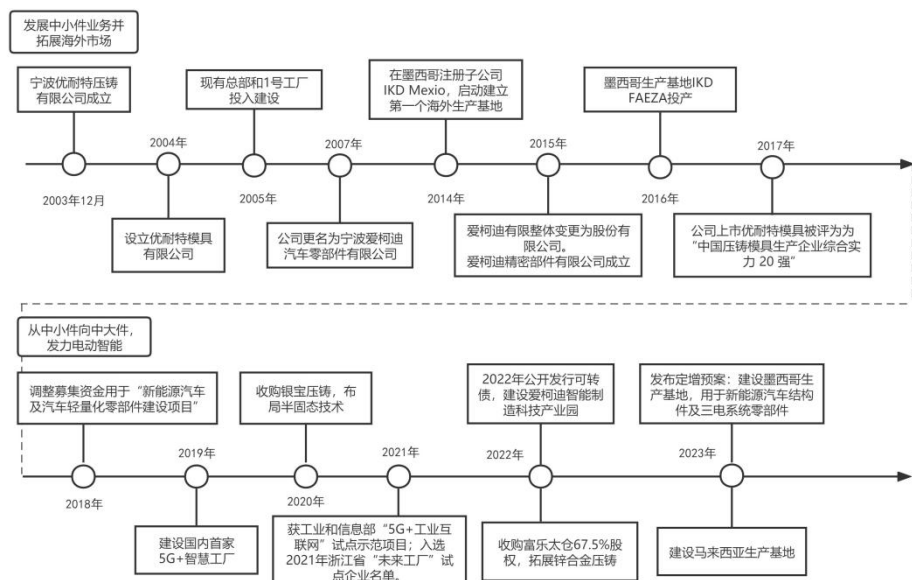 发展中小件业务并
拓展海外市场
宁波优耐特压铸
有限公司成立
现有总部和1号工厂
投入建设
在墨西哥注册子公司
IKD Mexio，启动建立
第一个海外生产基地
墨西哥生产基地IKD
FAEZA投产
2004年
2007年
2015年
2017年
2003年12月
2005年
2014年
2016年
设立优耐特模具
有限公司
公司更名为宁波爱柯迪
汽车零部件有限公司
爱柯迪有限整体变更为股份有
限公司。
爱柯迪精密部件有限公司成立
公司上市优耐特模具被评为为
“中国压铸模具生产企业综合实
力 20 强”
从中小件向中大件，
发力电动智能
调整募集资金用于“新能源汽车
及汽车轻量化零部件建设项目”
收购银宝压铸，布
局半固态技术
2022年公开发行可转
债，建设爱柯迪智能制
造科技产业园
发布定增预案：建设墨西哥生
产基地，用于新能源汽车结构
件及三电系统零部件
2019年
2021年
2022年
2023年
2018年
2020年
建设国内首家
5G+智慧工厂
获工业和信息部“5G+工业互
联网”试点示范项目；入选
2021年浙江省“未来工厂”试
点企业名单。
收购富乐太仓67.5%股
权，拓展锌合金压铸
建设马来西亚生产基地